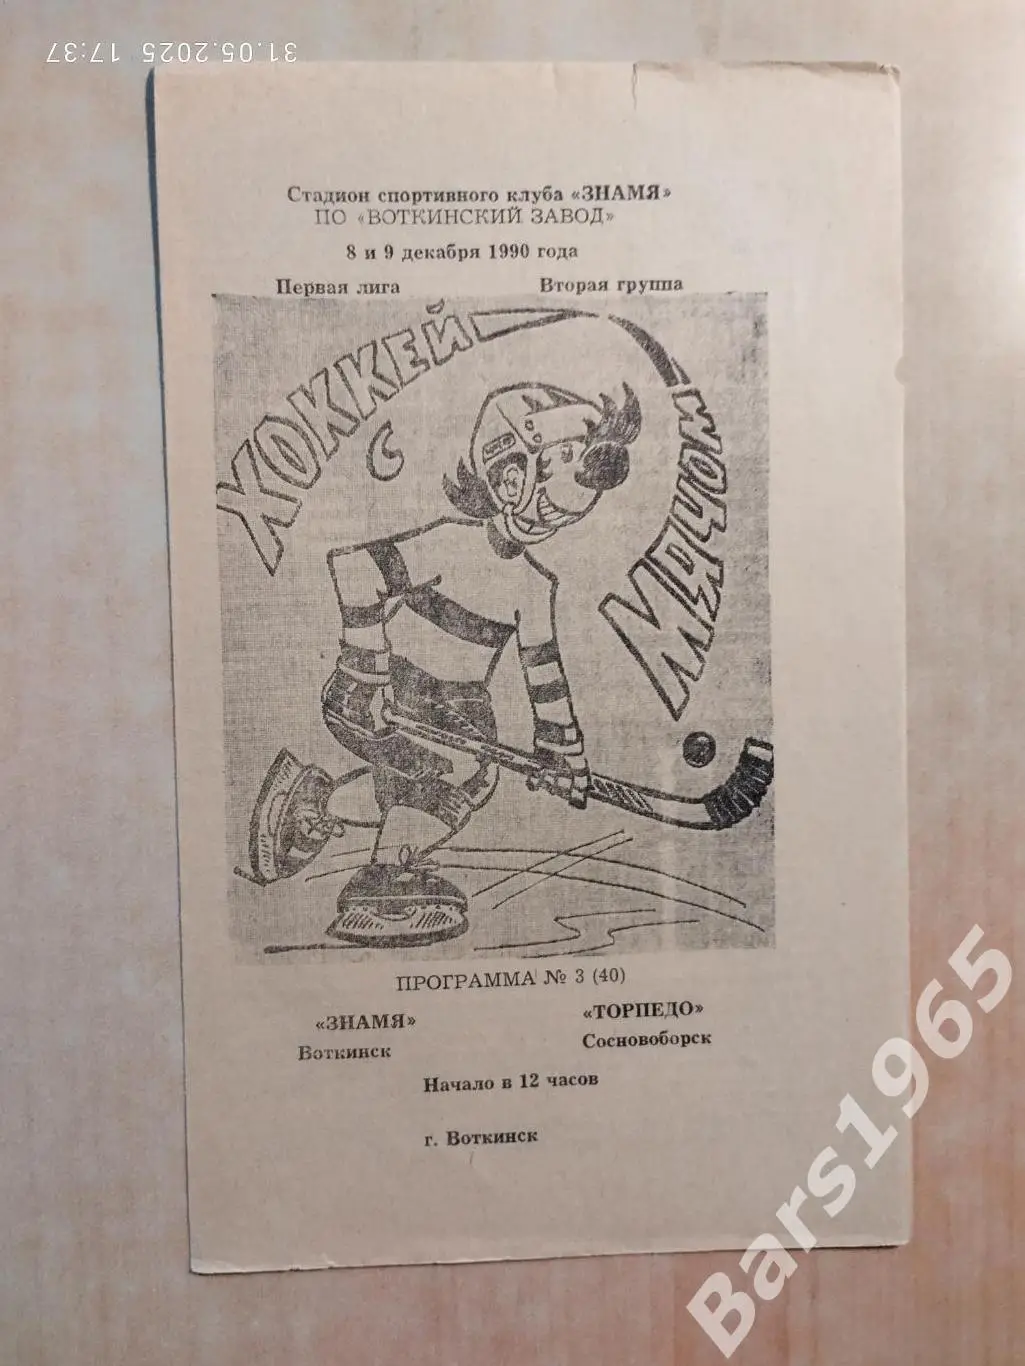 31.05.2025 17:37
Стадион спортивного клуба «ЗНАМЯ»
ПО «ВОТКИНСКИЙ ЗАВОД»
8 и 9 декабря 1990 года
Первая лига Вторая группа
ХОККЕЙ
С
МЯЧОМ
ПРОГРАММА № 3 (40)
«ЗНАМЯ» «ТОРПЕДО»
Воткинск Сосновоборск
Начало в 12 часов
г. Воткинск
Bars1965